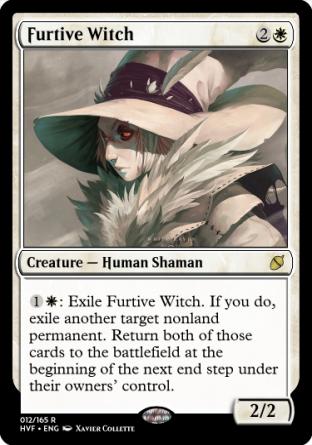 Furtive Witch 2
Creature — Human Shaman
1 : Exile Furtive Witch. If you do,
exile another target nonland
permanent. Return both of those
cards to the battlefield at the
beginning of the next end step under
their owners' control.
2/2
012/165 R
HVF • ENG Xavier Collette